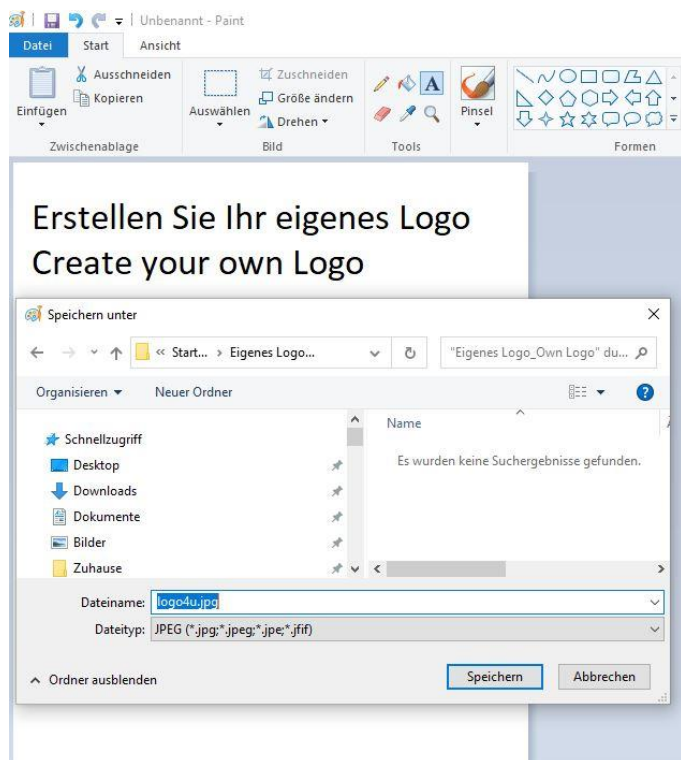 Unbenannt - Paint
Datei Start Ansicht
Einfügen
Ausschneiden
Kopieren
Auswählen
Zuschneiden
Größe ändern
Drehen
A
Pinsel
Zwischenablage Bild Tools Formen
Erstellen Sie Ihr eigenes Logo
Create your own Logo
Speichern unter
« Start... › Eigenes Logo...
"Eigenes Logo_Own Logo" du...
Organisieren Neuer Ordner
?
Schnellzugriff
Desktop
Downloads
Dokumente
Bilder
Zuhause
Name
Es wurden keine Suchergebnisse gefunden.
Dateiname: logo4u.jpg
Dateityp: JPEG (*.jpg;*.jpeg;*.jpe;*.jfif)
Ordner ausblenden
Speichern Abbrechen